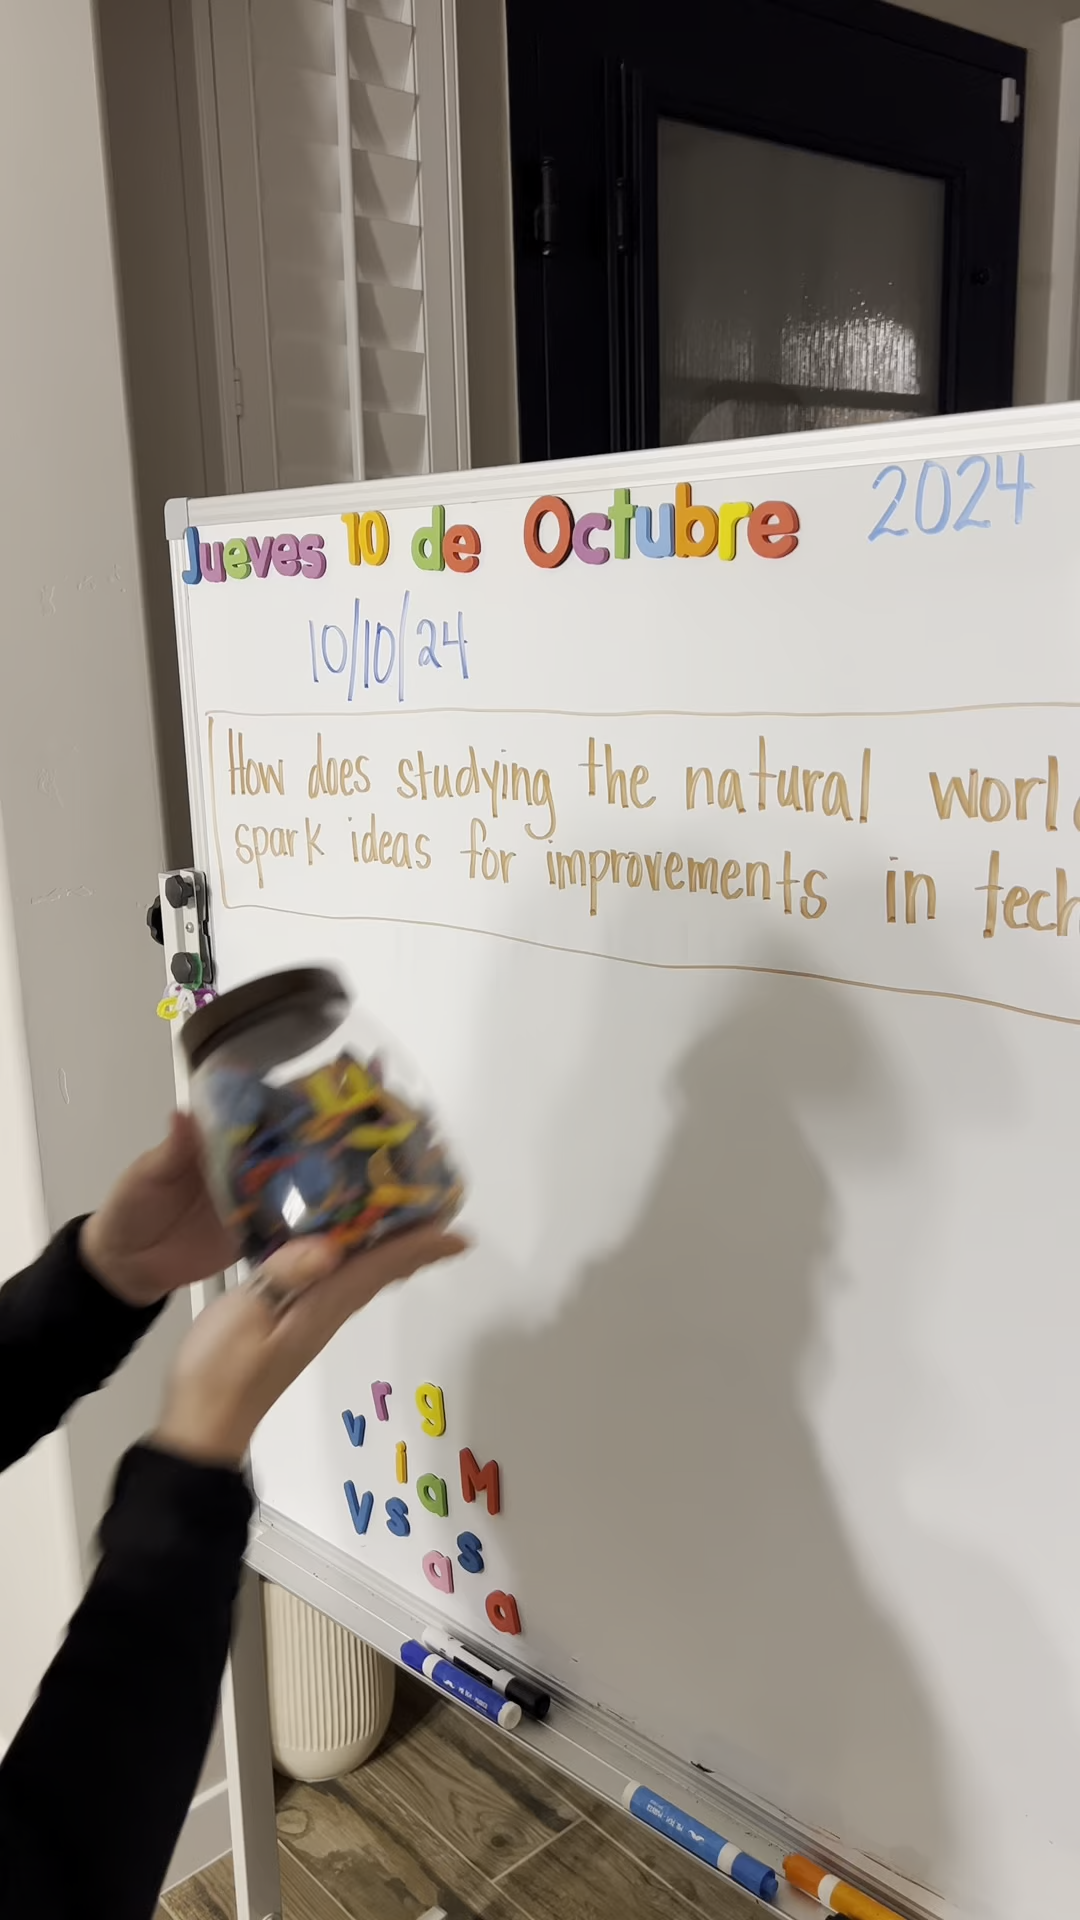 Jueves 10 de Octubre 2024
10/10/24
How does studying the natural
spark ideas for improvements in
r g
v
i a M
V s
a s
a